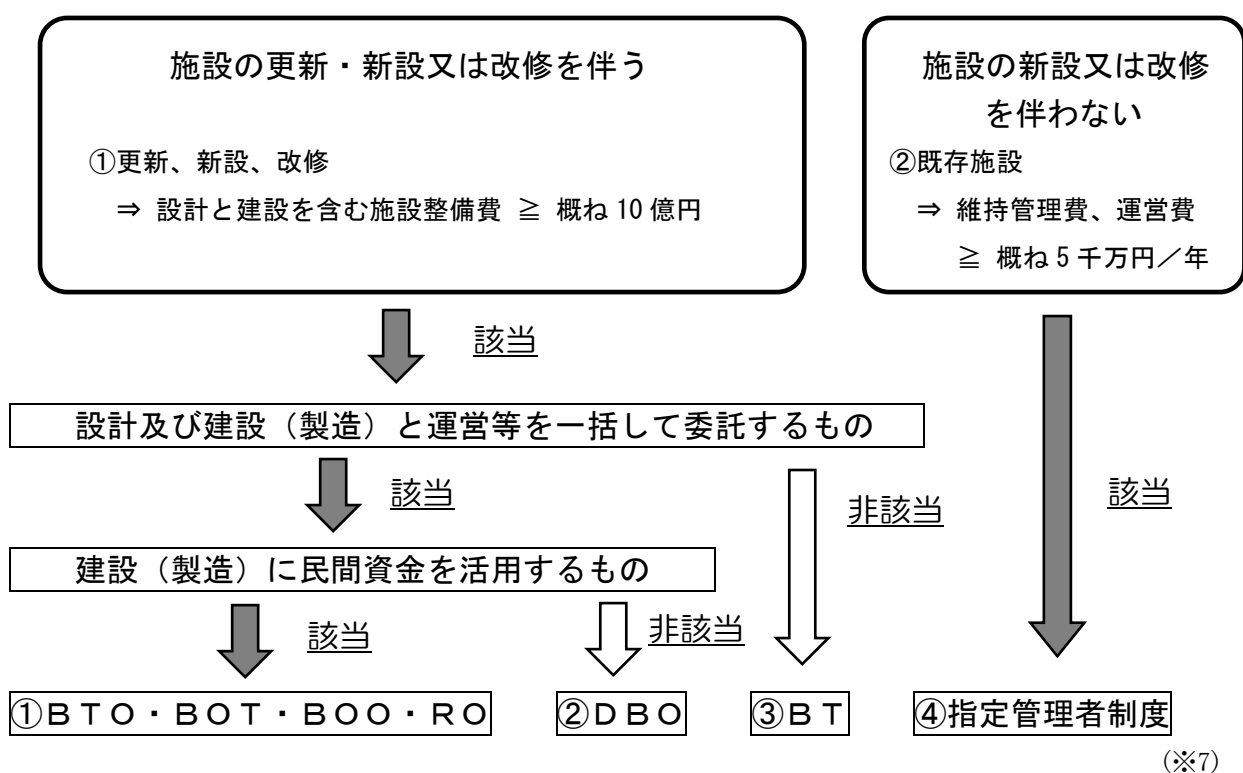 施設の更新・新設又は改修を伴う
①更新、新設、改修
⇒ 設計と建設を含む施設整備費 ≧ 概ね 10 億円
施設の新設又は改修
を伴わない
②既存施設
⇒ 維持管理費、運営費
≧ 概ね 5 千万円／年
該当
設計及び建設（製造）と運営等を一括して委託するもの
該当
非該当
該当
建設（製造）に民間資金を活用するもの
該当
非該当
①ＢＴＯ・ＢＯＴ・ＢＯＯ・ＲＯ
②ＤＢＯ
③ＢＴ
④指定管理者制度
(※7)